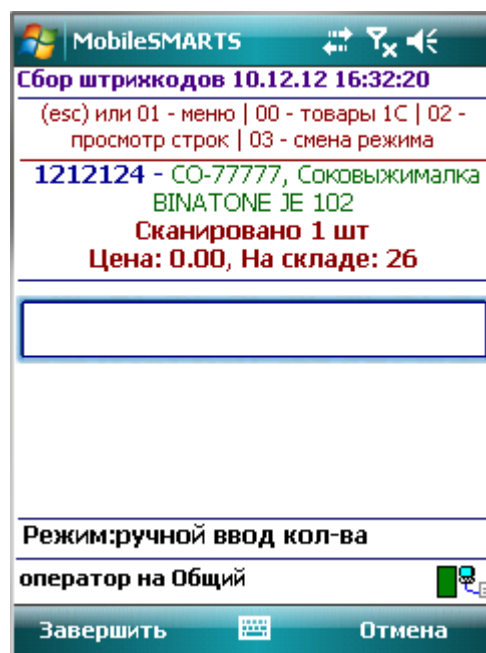 MobileSMARTS
Сбор штрихкодов 10.12.12 16:32:20
(esc) или 01 - меню | 00 - товары 1С | 02 -
просмотр строк | 03 - смена режима
1212124 - СО-77777, Соковыжималка
BINATONE JE 102
Сканировано 1 шт
Цена: 0.00, На складе: 26
Режим:ручной ввод кол-ва
оператор на Общий
Завершить
Отмена